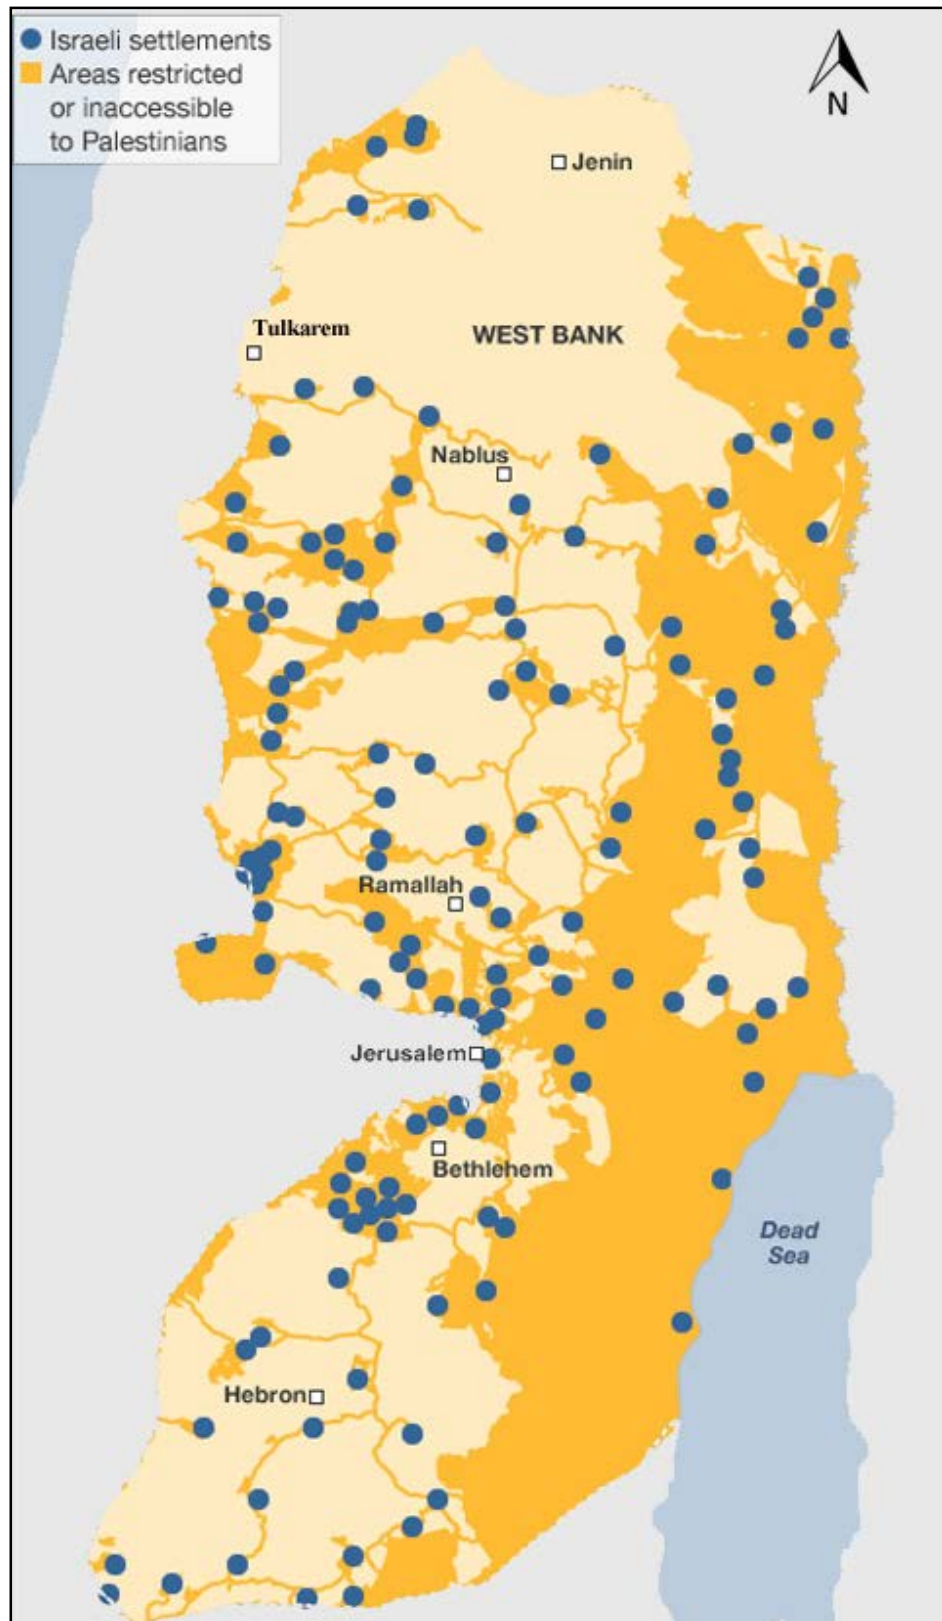 Israeli settlements
Areas restricted
or inaccessible
to Palestinians
N
Jenin
Tulkarem
WEST BANK
Nablus
Ramallah
Jerusalem
Bethlehem
Dead
Sea
Hebron